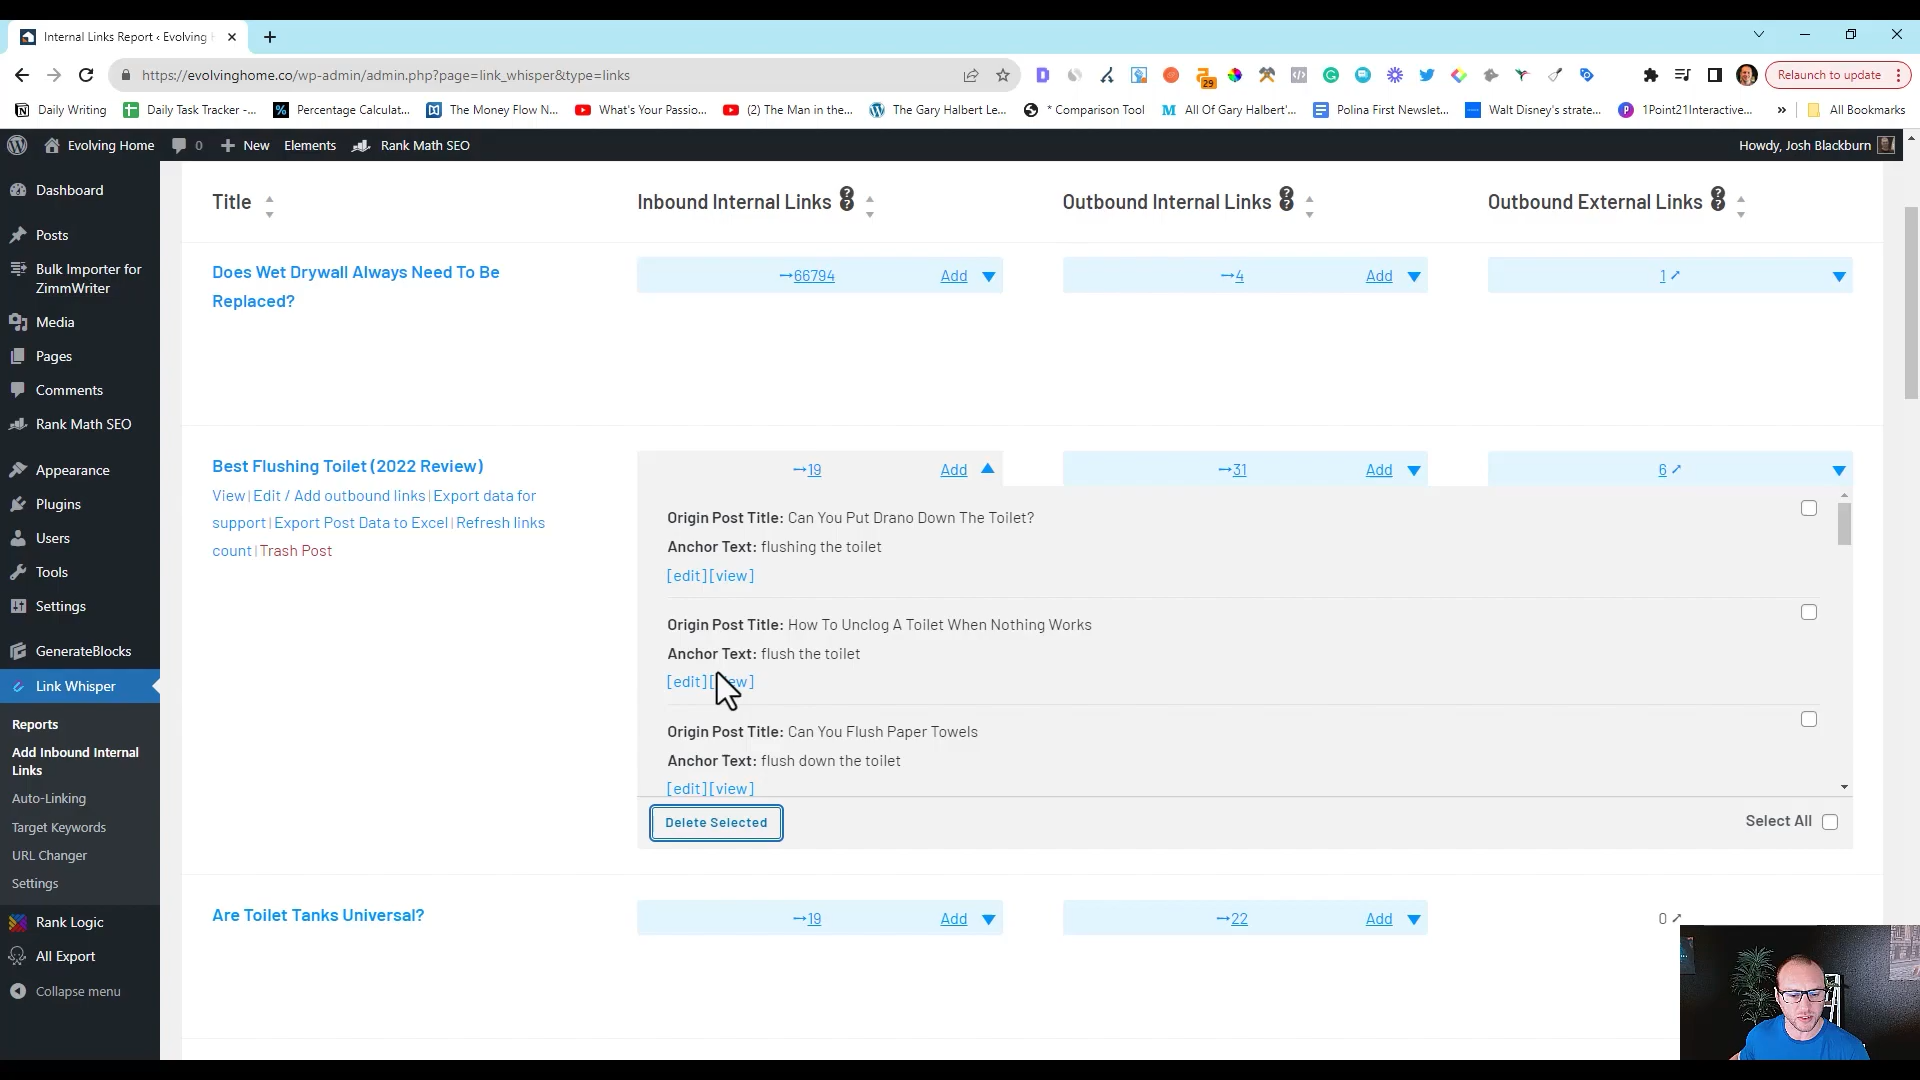 Internal Links Report ‹ Evolving H
https://evolvinghome.co/wp-admin/admin.php?page=link_whisper&type=links
29
Relaunch to update
Daily Writing
Daily Task Tracker -...
Percentage Calculat...
The Money Flow N...
What's Your Passio...
(2) The Man in the...
The Gary Halbert Le...
* Comparison Tool
All Of Gary Halbert'...
Polina First Newslet...
Walt Disney's strate...
1Point21Interactive...
»
All Bookmarks
Evolving Home
0
+ New
Elements
Rank Math SEO
Howdy, Josh Blackburn
Dashboard
Posts
Bulk Importer for
ZimmWriter
Media
Pages
Comments
Rank Math SEO
Appearance
Plugins
Users
Tools
Settings
GenerateBlocks
Link Whisper
Reports
Add Inbound Internal
Links
Auto-Linking
Target Keywords
URL Changer
Settings
Rank Logic
All Export
Collapse menu
Title
Inbound Internal Links
Outbound Internal Links
Outbound External Links
Does Wet Drywall Always Need To Be
Replaced?
66794 Add
4 Add
1
Best Flushing Toilet (2022 Review)
View | Edit / Add outbound links | Export data for
support | Export Post Data to Excel | Refresh links
count | Trash Post
19 Add
31 Add
6
Origin Post Title: Can You Put Drano Down The Toilet?
Anchor Text: flushing the toilet
[edit] [view]
Origin Post Title: How To Unclog A Toilet When Nothing Works
Anchor Text: flush the toilet
[edit]
Origin Post Title: Can You Flush Paper Towels
Anchor Text: flush down the toilet
[edit] [view]
Delete Selected
Select All
Are Toilet Tanks Universal?
19 Add
22 Add
0